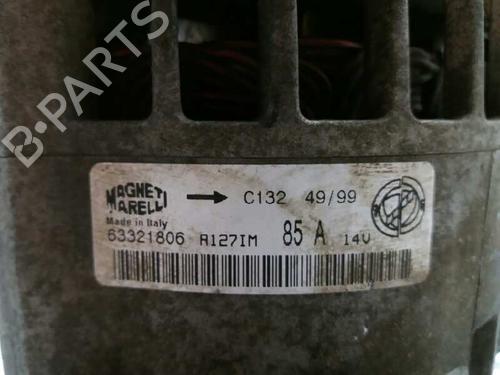 B-PARTS
MAGNETI
MARELLI
Made in Italy
C132 49/99
63321806 A127IM 85 A 14V